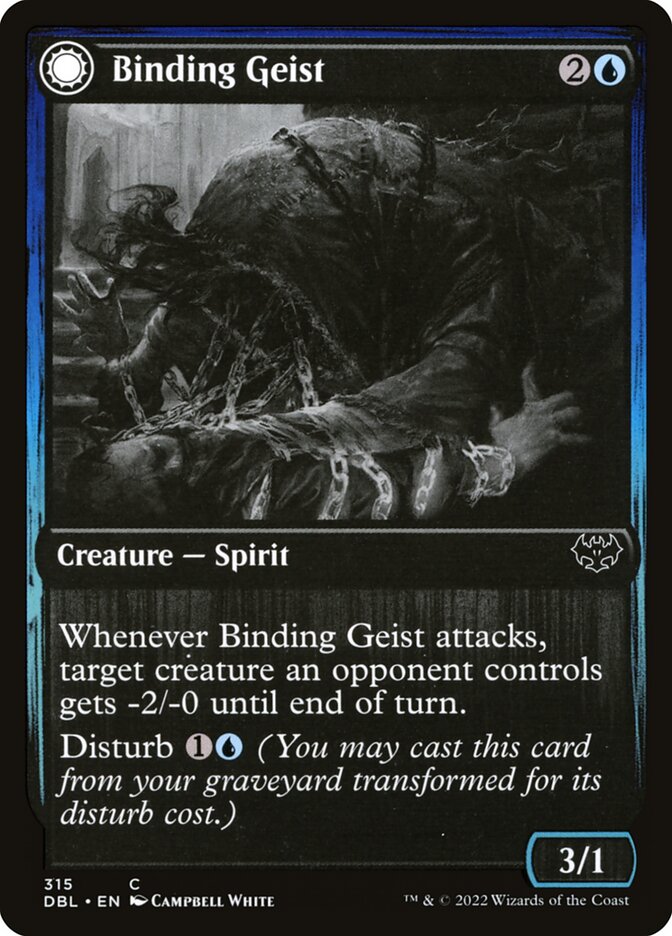 Binding Geist 2
Creature — Spirit
Whenever Binding Geist attacks,
target creature an opponent controls
gets -2/-0 until end of turn.
Disturb 1 (You may cast this card
from your graveyard transformed for its
disturb cost.)
3/1
315 C
DBL • EN Campbell White ™ & © 2022 Wizards of the Coast